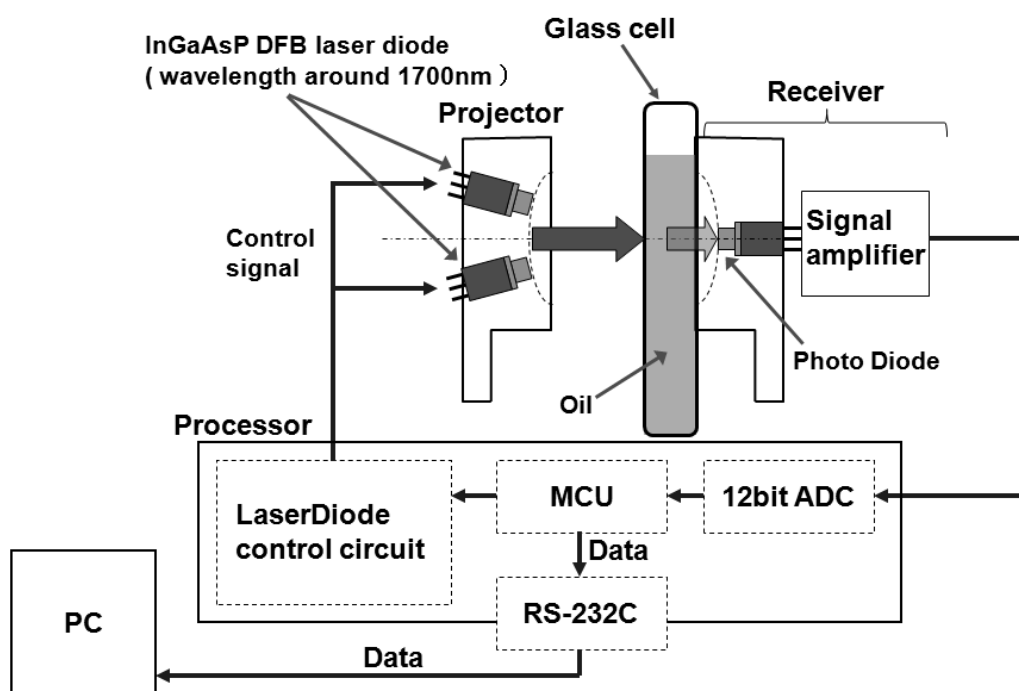 InGaAsP DFB laser diode
( wavelength around 1700nm )
Glass cell
Projector
Receiver
Control
signal
Signal
amplifier
Photo Diode
Oil
Processor
LaserDiode
control circuit
MCU
12bit ADC
Data
RS-232C
PC
Data